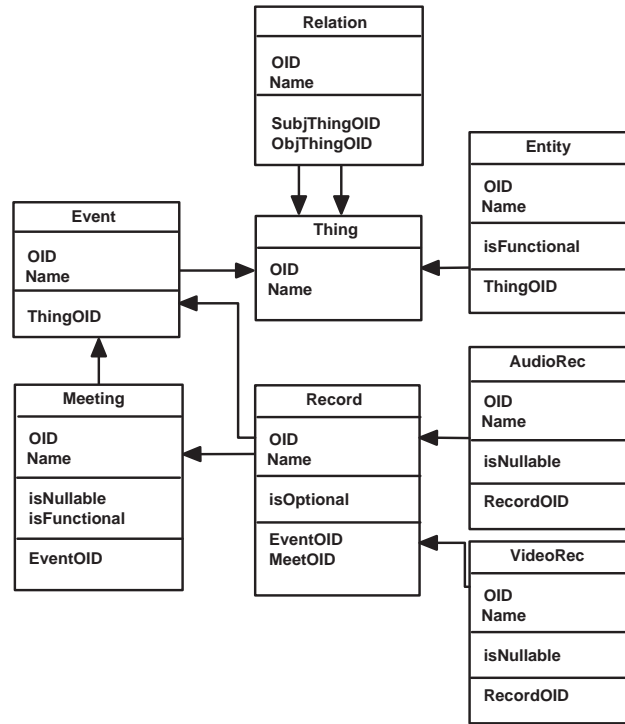 Relation
OID
Name
SubjThingOID
ObjThingOID
Entity
OID
Name
isFunctional
ThingOID
Event
OID
Name
ThingOID
Thing
OID
Name
Meeting
OID
Name
isNullable
isFunctional
EventOID
Record
OID
Name
isOptional
EventOID
MeetOID
AudioRec
OID
Name
isNullable
RecordOID
VideoRec
OID
Name
isNullable
RecordOID